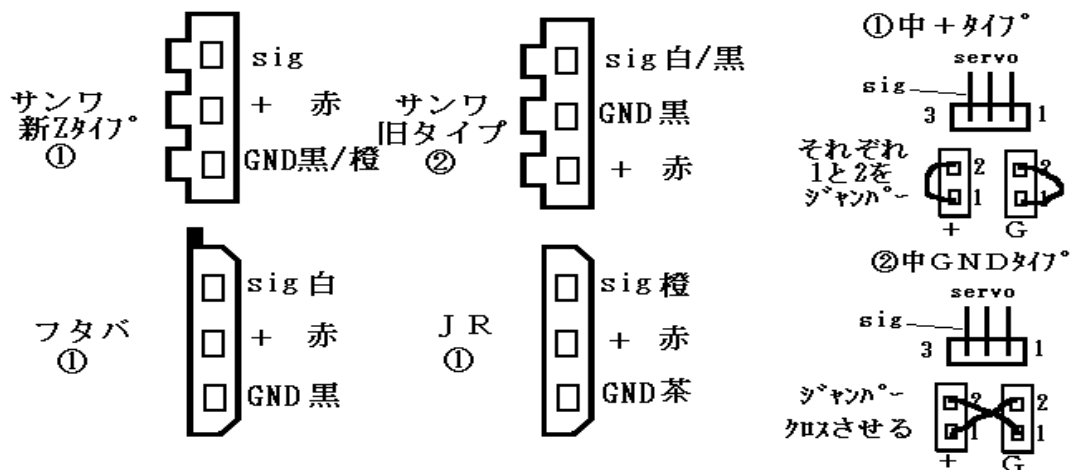 サンワ
新Zﾀｲﾌﾟ
①
sig
+ 赤
GND黒/橙
サンワ
旧タイプ
②
sig 白/黒
GND 黒
+ 赤
フタバ
①
sig 白
+ 赤
GND 黒
ＪＲ
①
sig 橙
+ 赤
GND 茶
①中＋ﾀｲﾌﾟ
servo
sig
3 1
それぞれ
1と2を
ｼﾞｬﾝﾊﾟｰ
2 2
1 1
+ G
②中ＧＮＤﾀｲﾌﾟ
servo
sig
3 1
ｼﾞｬﾝﾊﾟｰ
ｸﾛｽさせる
2 2
1 1
+ G